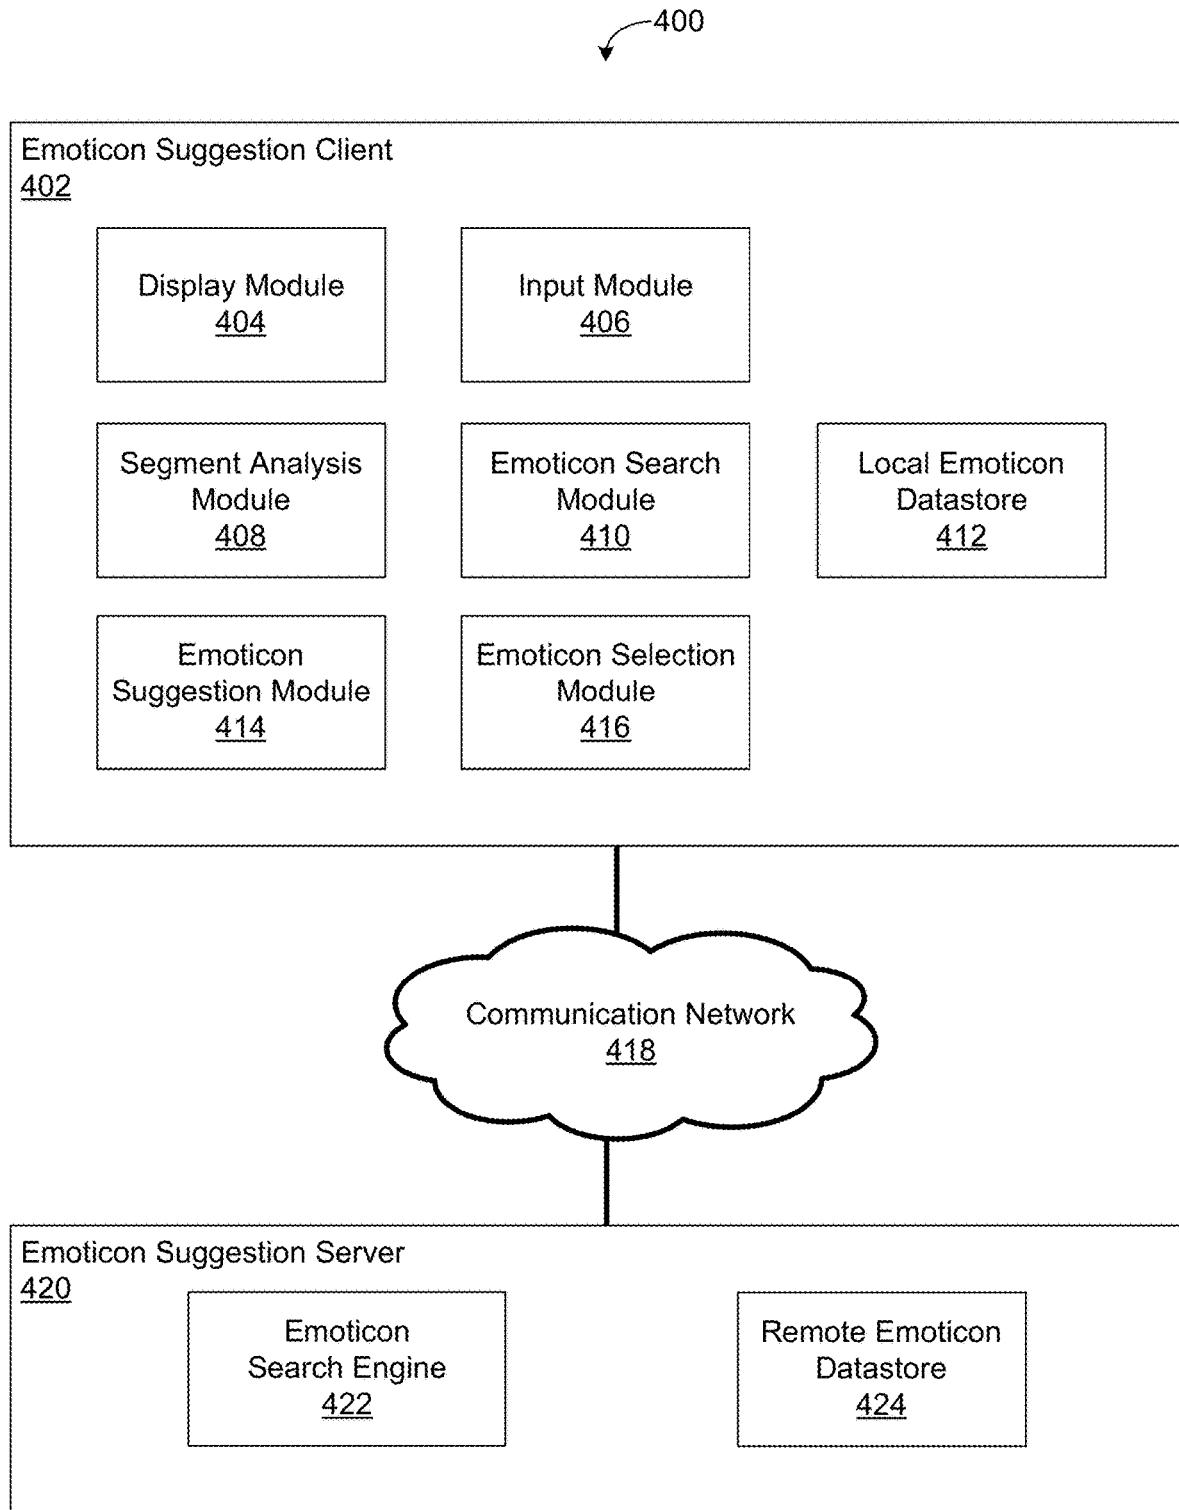 400
Emoticon Suggestion Client
402
Display Module
404
Input Module
406
Segment Analysis
Module
408
Emoticon Search
Module
410
Local Emoticon
Datastore
412
Emoticon
Suggestion Module
414
Emoticon Selection
Module
416
Communication Network
418
Emoticon Suggestion Server
420
Emoticon
Search Engine
422
Remote Emoticon
Datastore
424